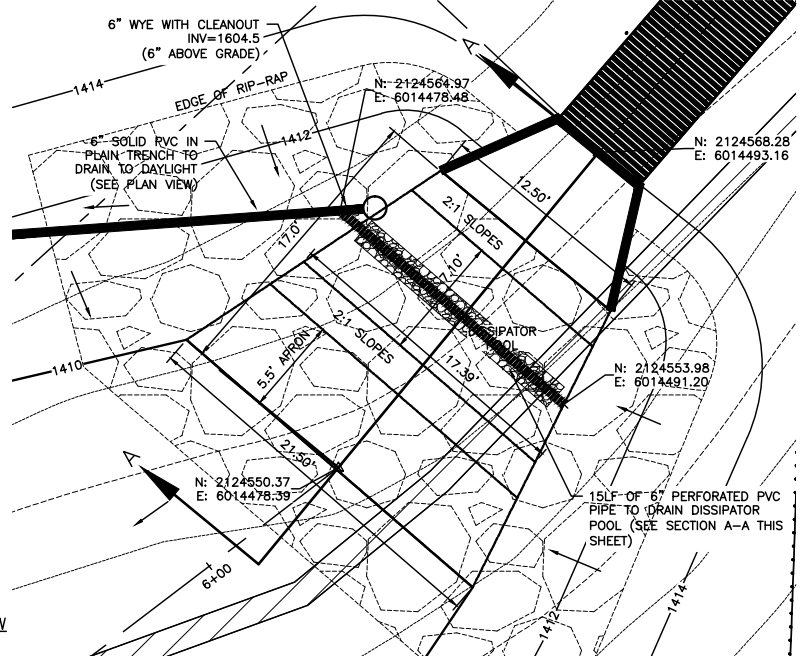 6" WYE WITH CLEANOUT
INV=1604.5
(6" ABOVE GRADE)
A
1414
EDGE OF RIP-RAP
N: 2124564.97
E: 6014478.48
1412
6" SOLID PVC IN
PLAIN TRENCH TO
DRAIN TO DAYLIGHT
(SEE PLAN VIEW)
N: 2124568.28
E: 6014493.16
12.50'
2:1 SLOPES
17.0'
7.10'
2:1 SLOPES
5.5' APRON
17.39'
1410
N: 2124553.98
E: 6014491.20
21.50'
A
N: 2124550.37
E: 6014478.39
15LF OF 6" PERFORATED PVC
PIPE TO DRAIN DISSIPATOR
POOL (SEE SECTION A-A THIS
SHEET)
6+00
1412
1414